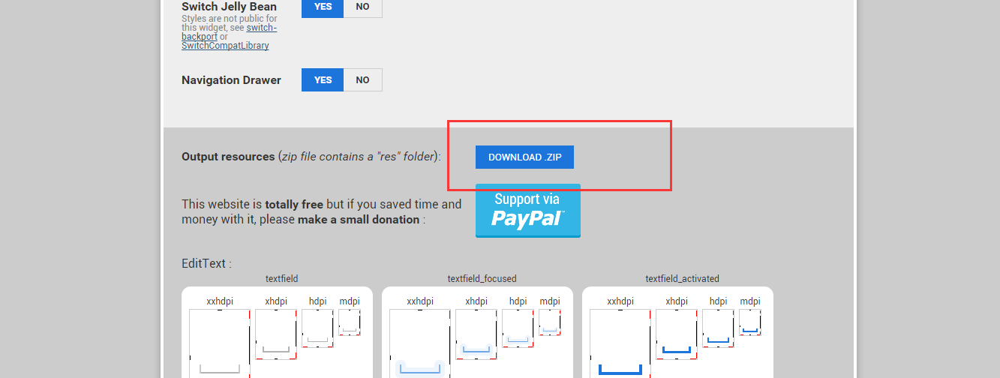 Switch Jelly Bean YES NO
Styles are not public for
this widget, see switch-
backport or
SwitchCompatLibrary
Navigation Drawer YES NO
Output resources (zip file contains a "res" folder): DOWNLOAD .ZIP
This website is totally free but if you saved time and
money with it, please make a small donation :
Support via
PayPal™
EditText :
textfield textfield_focused textfield_activated
xxhdpi xhdpi hdpi mdpi xxhdpi xhdpi hdpi mdpi xxhdpi xhdpi hdpi mdpi